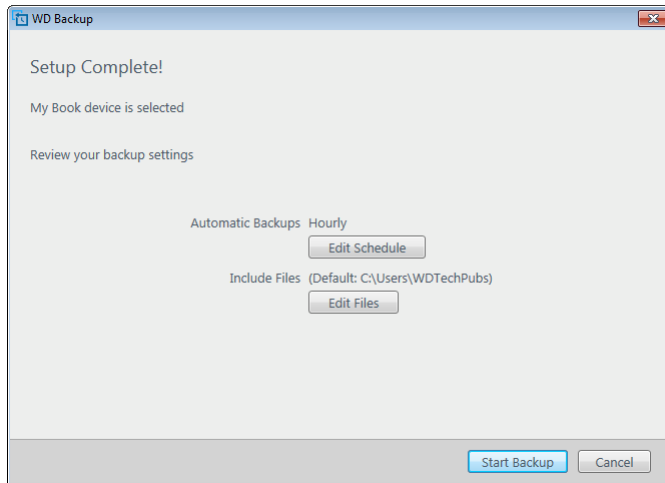 WD Backup
Setup Complete!
My Book device is selected
Review your backup settings
Automatic Backups Hourly
Edit Schedule
Include Files (Default: C:\Users\WDTechPubs)
Edit Files
Start Backup Cancel